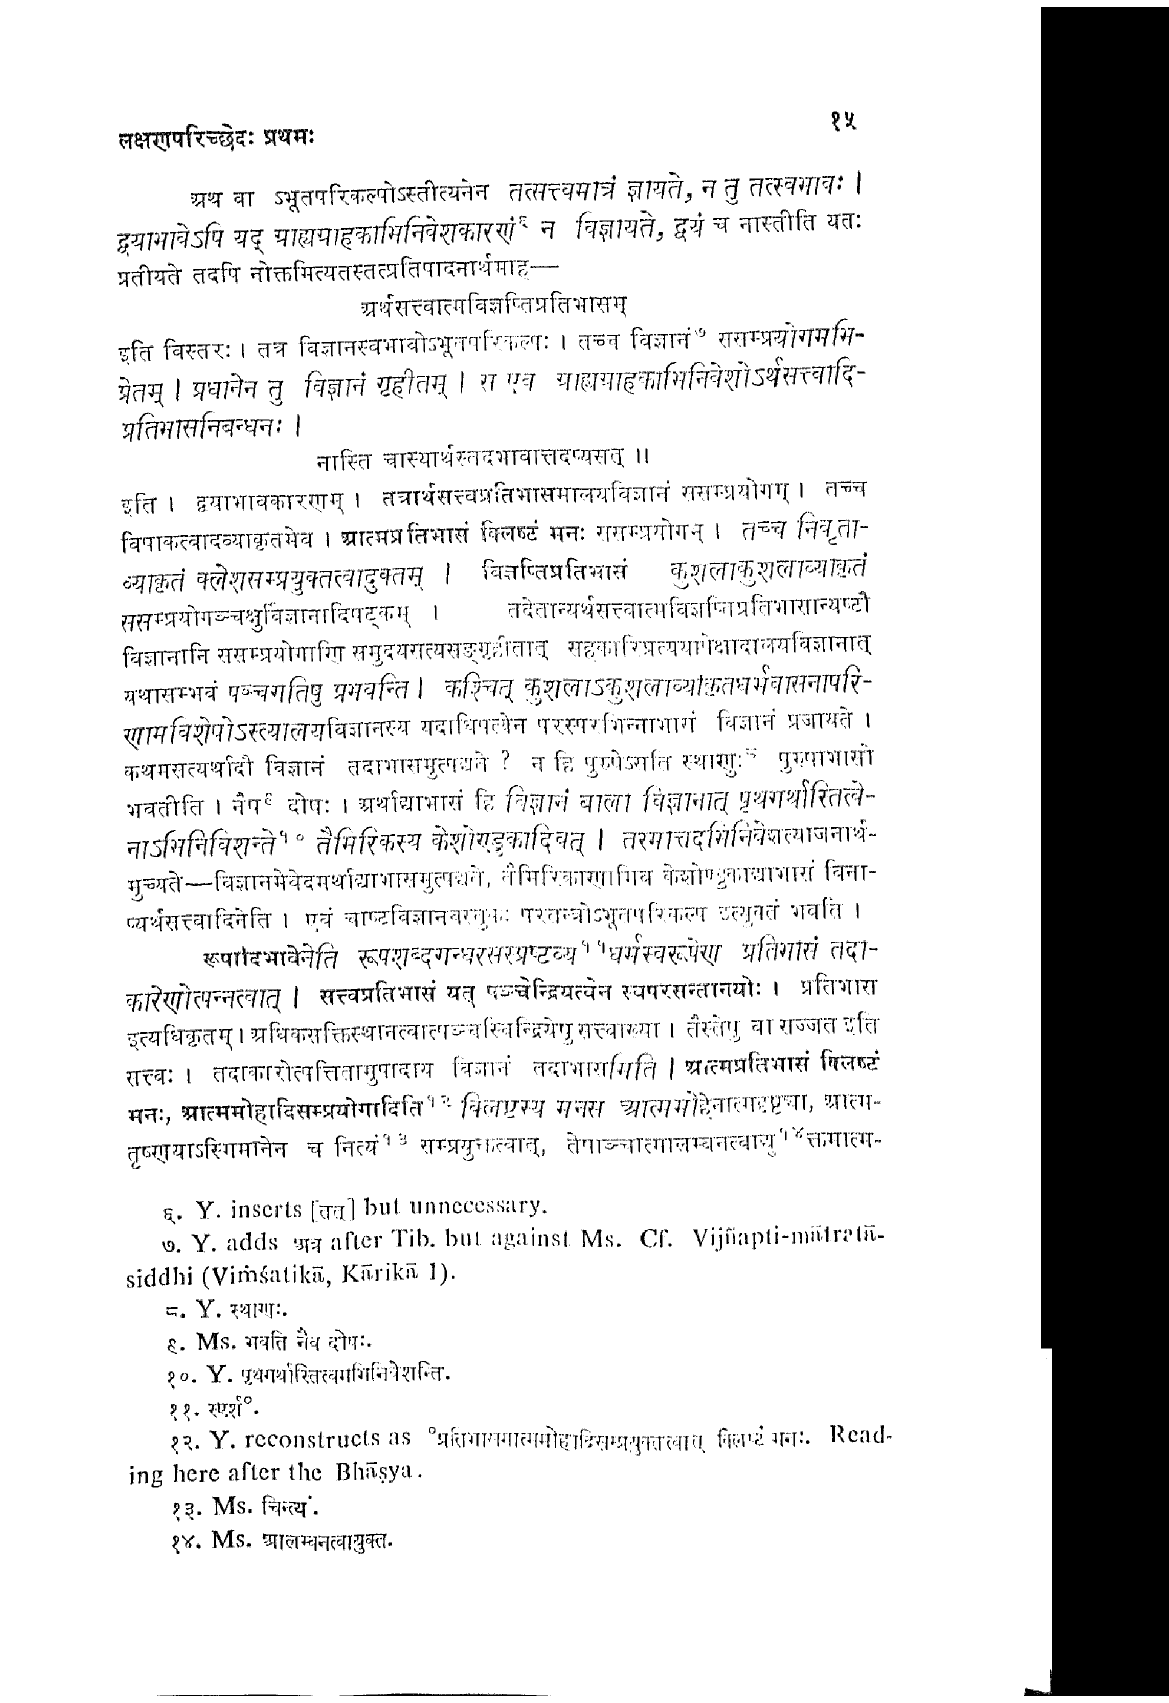 १५
लक्षणपरिच्छेदः प्रथमः
अथ वा ऽभूतपरिकल्पोऽस्तीत्यनेन तत्सत्त्वमात्रं ज्ञायते, न तु तत्स्वभावः ।
द्वयाभावेऽपि यद् ग्राह्यग्राहकाभिनिवेशकारणं६ न विज्ञायते, द्वयं च नास्तीति यतः
प्रतीयते तदपि नोक्तमित्यतस्तत्प्रतिपादनार्थमाह—
अर्थसत्त्वात्मविज्ञप्तिप्रतिभासम्
इति विस्तरः । तत्र विज्ञानस्वभावोऽभूतपरिकल्पः । तच्च विज्ञानं७ ससम्प्रयोगमभि-
प्रेतम् । प्रधानेन तु विज्ञानं गृहीतम् । स एव ग्राह्यग्राहकाभिनिवेशोऽर्थसत्त्वादि-
प्रतिभासनिबन्धनः ।
नास्ति चास्यार्थस्तदभावात्तदप्यसत् ॥
इति । द्वयाभावकारणम् । तत्रार्थसत्त्वप्रतिभासमालयविज्ञानं ससम्प्रयोगम् । तच्च
विपाकत्वादव्याकृतमेव । आत्मप्रतिभासं क्लिष्टं मनः ससम्प्रयोगम् । तच्च निवृता-
व्याकृतं क्लेशसम्प्रयुक्तत्वादुक्तम् । विज्ञप्तिप्रतिभासं कुशलाकुशलाव्याकृतं
ससम्प्रयोगञ्चक्षुर्विज्ञानादिषट्कम् । तदेतान्यर्थसत्त्वात्मविज्ञप्तिप्रतिभासान्यष्टौ
विज्ञानानि ससम्प्रयोगाणि समुदयसत्यसङ्गृहीतात् सहकारिप्रत्ययापेक्षादालयविज्ञानात्
यथासम्भवं पञ्चगतिषु प्रभवन्ति । कश्चित् कुशलाऽकुशलाव्याकृतधर्मवासनापरि-
णामविशेषोऽस्त्यालयविज्ञानस्य यदाधिपत्येन परस्परभिन्नाभासं विज्ञानं प्रजायते ।
कथमसत्यर्थादौ विज्ञानं तदाभासमुत्पद्यते ? न हि पुरुषेऽसति स्थाणुः८ पुरुषाभासो
भवतीति । नैष९ दोषः । अर्थाद्याभासं हि विज्ञानं बाला विज्ञानात् पृथगर्थास्तित्वे-
नाऽभिनिविशन्ते१० तैमिरिकस्य केशोण्डुकादिवत् । तस्मात्तदभिनिवेशत्याजनार्थ-
मुच्यते—विज्ञानमेवेदमर्थाद्याभासमुत्पद्यते, तैमिरिकाणामिव केशोण्डुकाद्याभासं विना-
प्यर्थसत्त्वादिनेति । एवं चाष्टविज्ञानवस्तुकः परतन्त्रोऽभूतपरिकल्प इत्युक्तं भवति ।
रूपादिभावेनेति रूपशब्दगन्धरसस्प्रष्टव्य११धर्मस्वरूपेण प्रतिभासं तदा-
कारेणोत्पन्नत्वात् । सत्त्वप्रतिभासं यत् पञ्चेन्द्रियत्वेन स्वपरसन्तानयोः । प्रतिभास
इत्यधिकृतम् । अधिकसक्तिस्थानत्वात्पञ्चस्विन्द्रियेषु सत्त्वाख्या । तैस्तेषु वा सज्जत इति
सत्त्वः । तदाकारोत्पत्तितामुपादाय विज्ञानं तदाभासमिति । आत्मप्रतिभासं क्लिष्टं
मनः, आत्ममोहादिसम्प्रयोगादिति१२ क्लिष्टस्य मनस आत्ममोहेनात्मदृष्ट्या, आत्म-
तृष्णयाऽस्मिमानेन च नित्यं१३ सम्प्रयुक्तत्वात्, तेषाञ्चात्मालम्बनत्वाद्यु१४क्तमात्म-
६. Y. inserts [तत्] but unnecessary.
७. Y. adds अत्र after Tib. but against Ms. Cf. Vijñapti-mātratā-
siddhi (Viṁśatikā, Kārikā 1).
८. Y. स्थाणाः.
९. Ms. भवति नैव दोषः.
१०. Y. पृथगर्थास्तित्वमभिनिवेशन्ति.
११. स्पर्श°.
१२. Y. reconstructs as °प्रतिभासमात्ममोहादिसम्प्रयुक्तत्वात् क्लिष्टं मनः. Read-
ing here after the Bhāṣya.
१३. Ms. चिन्त्यं.
१४. Ms. आलम्बनत्वायुक्त.